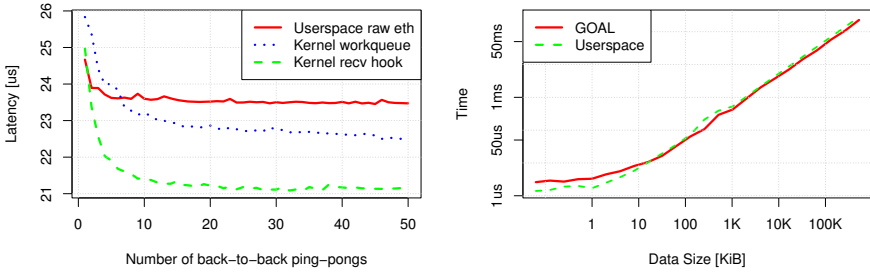 Userspace raw eth
Kernel workqueue
Kernel recv hook
Latency [us]
26
25
24
23
22
21
0
10
20
30
40
50
Number of back−to−back ping−pongs
GOAL
Userspace
Time
50ms
1ms
50us
1 us
1
10
100
1K
10K
100K
Data Size [KiB]